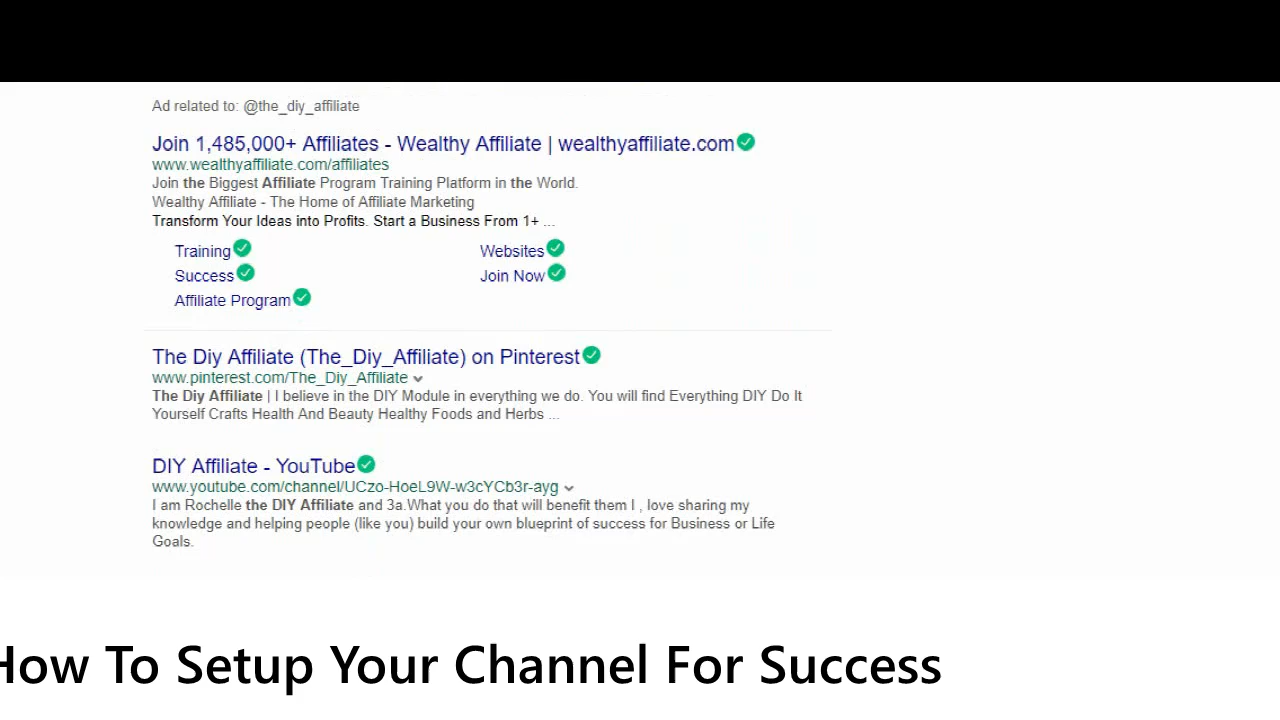 Ad related to: @the_diy_affiliate
Join 1,485,000+ Affiliates - Wealthy Affiliate | wealthyaffiliate.com
www.wealthyaffiliate.com/affiliates
Join the Biggest Affiliate Program Training Platform in the World.
Wealthy Affiliate - The Home of Affiliate Marketing
Transform Your Ideas into Profits. Start a Business From 1+ ...
Training Websites
Success Join Now
Affiliate Program
The Diy Affiliate (The_Diy_Affiliate) on Pinterest
www.pinterest.com/The_Diy_Affiliate
The Diy Affiliate | I believe in the DIY Module in everything we do. You will find Everything DIY Do It
Yourself Crafts Health And Beauty Healthy Foods and Herbs ...
DIY Affiliate - YouTube
www.youtube.com/channel/UCzo-HoeL9W-w3cYCb3r-ayg
I am Rochelle the DIY Affiliate and 3a.What you do that will benefit them I , love sharing my
knowledge and helping people (like you) build your own blueprint of success for Business or Life
Goals.
How To Setup Your Channel For Success